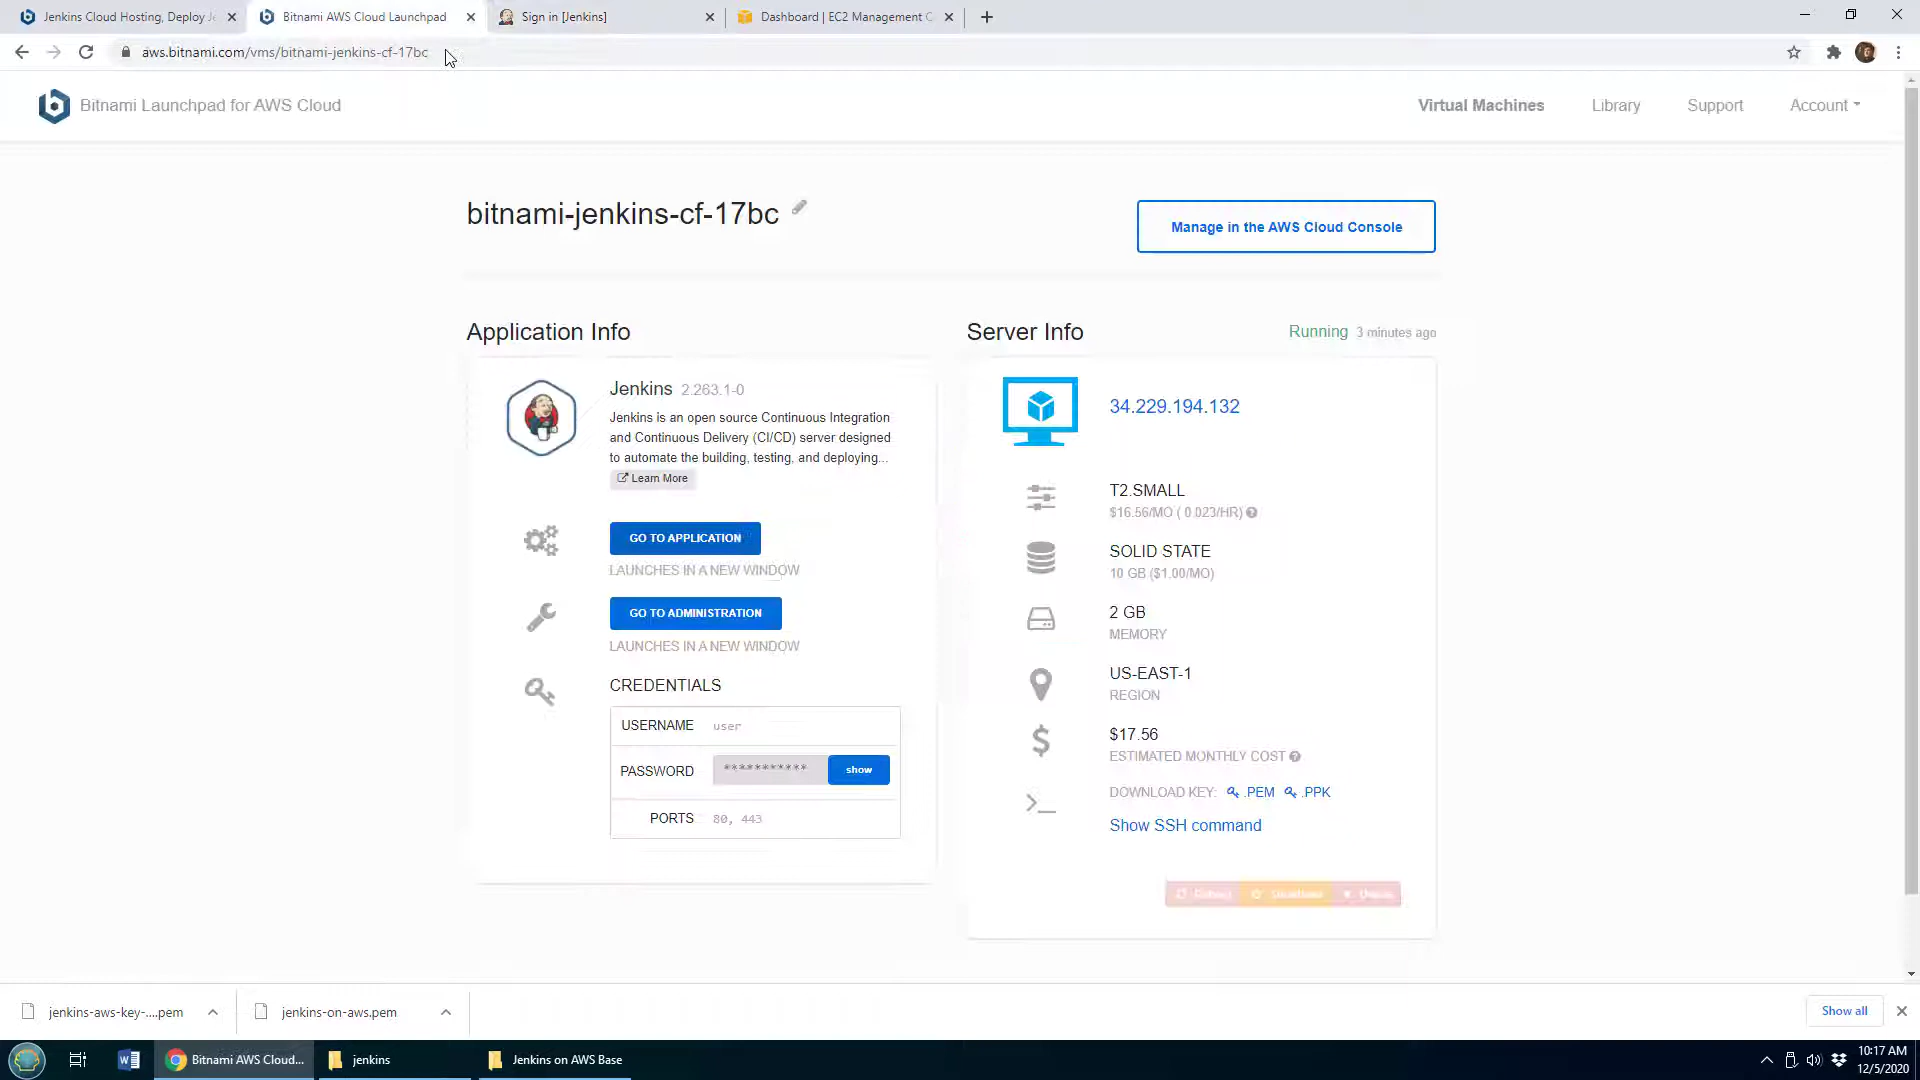 Jenkins Cloud Hosting, Deploy Je
Bitnami AWS Cloud Launchpad
Sign in [Jenkins]
Dashboard | EC2 Management C
aws.bitnami.com/vms/bitnami-jenkins-cf-17bc
Bitnami Launchpad for AWS Cloud
Virtual Machines
Library
Support
Account
bitnami-jenkins-cf-17bc
Manage in the AWS Cloud Console
Application Info
Server Info
Running 3 minutes ago
Jenkins 2.263.1-0
Jenkins is an open source Continuous Integration
and Continuous Delivery (CI/CD) server designed
to automate the building, testing, and deploying...
Learn More
GO TO APPLICATION
LAUNCHES IN A NEW WINDOW
GO TO ADMINISTRATION
LAUNCHES IN A NEW WINDOW
CREDENTIALS
USERNAME user
PASSWORD *********** show
PORTS 80, 443
34.229.194.132
T2.SMALL
$16.56/MO ( 0.023/HR)
SOLID STATE
10 GB ($1.00/MO)
2 GB
MEMORY
US-EAST-1
REGION
$17.56
ESTIMATED MONTHLY COST
DOWNLOAD KEY: .PEM .PPK
Show SSH command
jenkins-aws-key-....pem
jenkins-on-aws.pem
Show all
Bitnami AWS Cloud...
jenkins
Jenkins on AWS Base
10:17 AM
12/5/2020